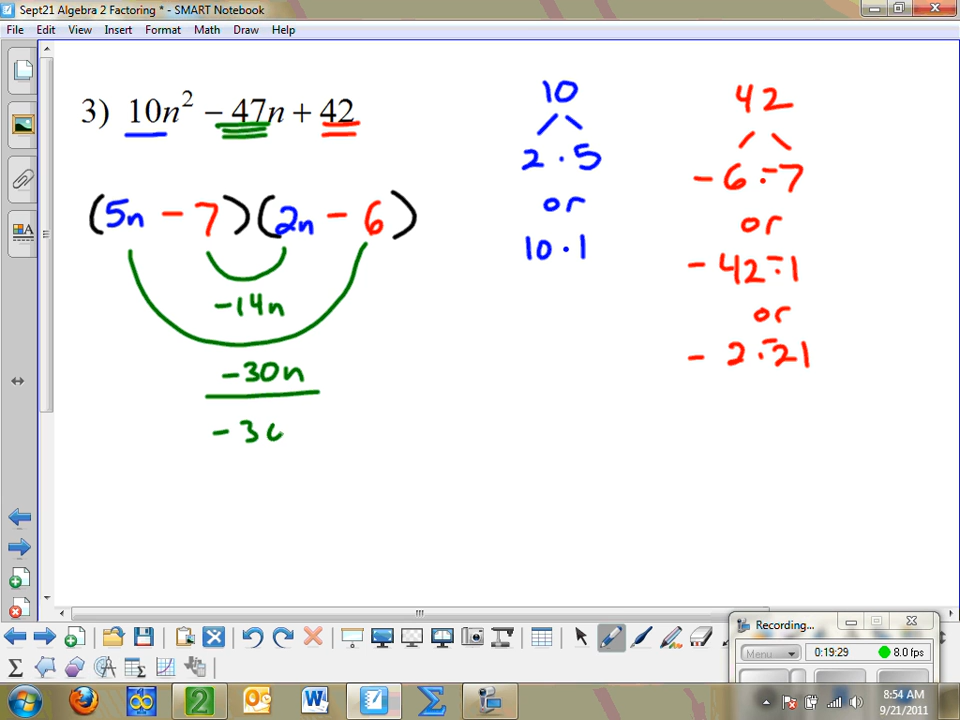 Sept21 Algebra 2 Factoring * - SMART Notebook
File Edit View Insert Format Math Draw Help
3) 10n² − 47n + 42
(5n − 7)(2n − 6)
−14n
−30n
−3
10
2 · 5
or
10 · 1
42
−6 · −7
or
−42 · −1
or
−2 · −21
Recording...
Menu
0:19:29
8.0 fps
8:54 AM
9/21/2011